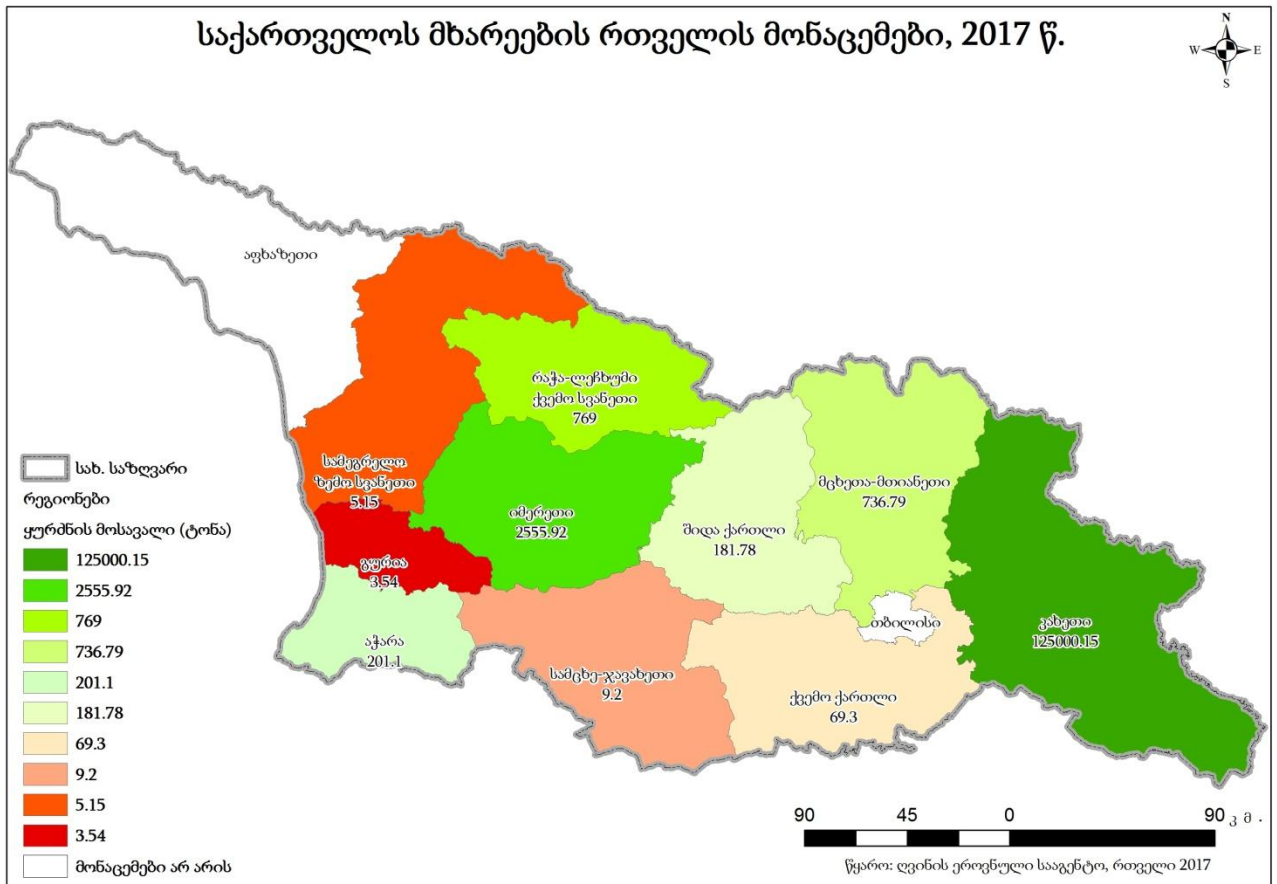 საქართველოს მხარეების რთველის მონაცემები, 2017 წ.
N
W E
S
აფხაზეთი
რაჭა-ლეჩხუმი
ქვემო სვანეთი
769
სამეგრელო
ზემო სვანეთი
5.15
იმერეთი
2555.92
შიდა ქართლი
181.78
მცხეთა-მთიანეთი
736.79
გურია
3.54
აჭარა
201.1
სამცხე-ჯავახეთი
9.2
თბილისი
ქვემო ქართლი
69.3
კახეთი
125000.15
სახ. საზღვარი
რეგიონები
ყურძნის მოსავალი (ტონა)
125000.15
2555.92
769
736.79
201.1
181.78
69.3
9.2
5.15
3.54
მონაცემები არ არის
90 45 0 90 კ მ .
წყარო: ღვინის ეროვნული სააგენტო, რთველი 2017